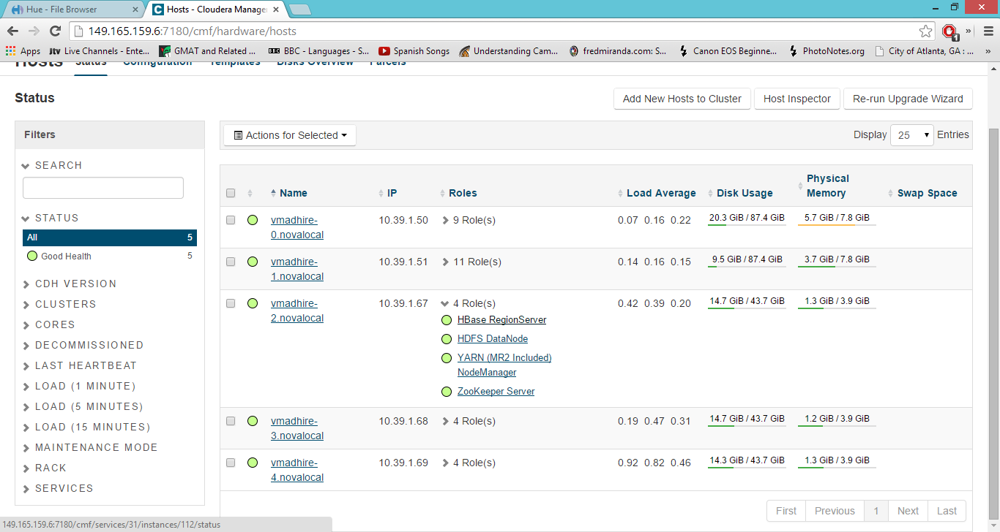 Hue - File Browser
Hosts - Cloudera Manage
149.165.159.6:7180/cmf/hardware/hosts
1
Apps
jtv Live Channels - Ente...
GMAT and Related ...
BBC BBC - Languages - S...
Spanish Songs
Understanding Cam...
fredmiranda.com: S...
Canon EOS Beginne...
PhotoNotes.org
City of Atlanta, GA : ...
Hosts Status Configuration Templates Disks Overview Parcels
Status
Add New Hosts to Cluster Host Inspector Re-run Upgrade Wizard
Filters
SEARCH
STATUS
All 5
Good Health 5
CDH VERSION
CLUSTERS
CORES
DECOMMISSIONED
LAST HEARTBEAT
LOAD (1 MINUTE)
LOAD (5 MINUTES)
LOAD (15 MINUTES)
MAINTENANCE MODE
RACK
SERVICES
Actions for Selected
Display 25 Entries
Name IP Roles Load Average Disk Usage Physical
Memory Swap Space
vmadhire- 10.39.1.50 9 Role(s) 0.07 0.16 0.22 20.3 GiB / 87.4 GiB 5.7 GiB / 7.8 GiB
0.novalocal
vmadhire- 10.39.1.51 11 Role(s) 0.14 0.16 0.15 9.5 GiB / 87.4 GiB 3.7 GiB / 7.8 GiB
1.novalocal
vmadhire- 10.39.1.67 4 Role(s) 0.42 0.39 0.20 14.7 GiB / 43.7 GiB 1.3 GiB / 3.9 GiB
2.novalocal
HBase RegionServer
HDFS DataNode
YARN (MR2 Included)
NodeManager
ZooKeeper Server
vmadhire- 10.39.1.68 4 Role(s) 0.19 0.47 0.31 14.7 GiB / 43.7 GiB 1.2 GiB / 3.9 GiB
3.novalocal
vmadhire- 10.39.1.69 4 Role(s) 0.92 0.82 0.46 14.3 GiB / 43.7 GiB 1.3 GiB / 3.9 GiB
4.novalocal
First Previous 1 Next Last
149.165.159.6:7180/cmf/services/31/instances/112/status